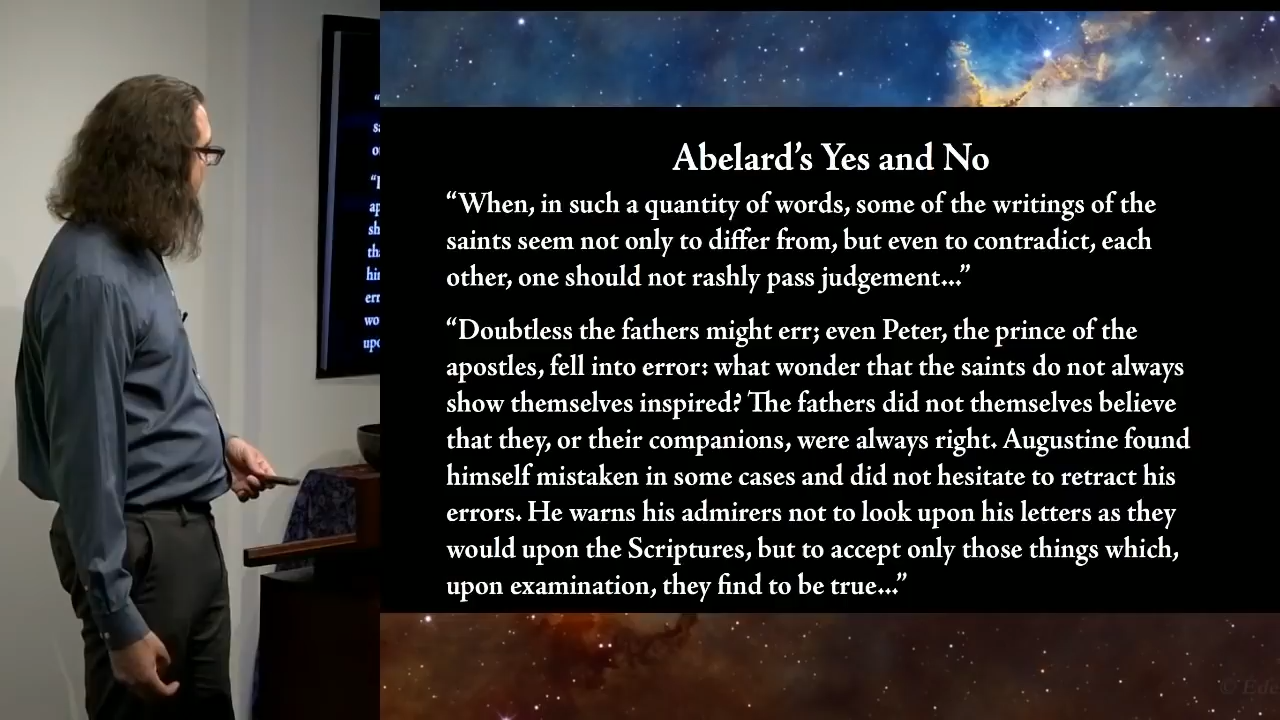 Abelard's Yes and No
“When, in such a quantity of words, some of the writings of the
saints seem not only to differ from, but even to contradict, each
other, one should not rashly pass judgement...”
“Doubtless the fathers might err; even Peter, the prince of the
apostles, fell into error: what wonder that the saints do not always
show themselves inspired? The fathers did not themselves believe
that they, or their companions, were always right. Augustine found
himself mistaken in some cases and did not hesitate to retract his
errors. He warns his admirers not to look upon his letters as they
would upon the Scriptures, but to accept only those things which,
upon examination, they find to be true...”